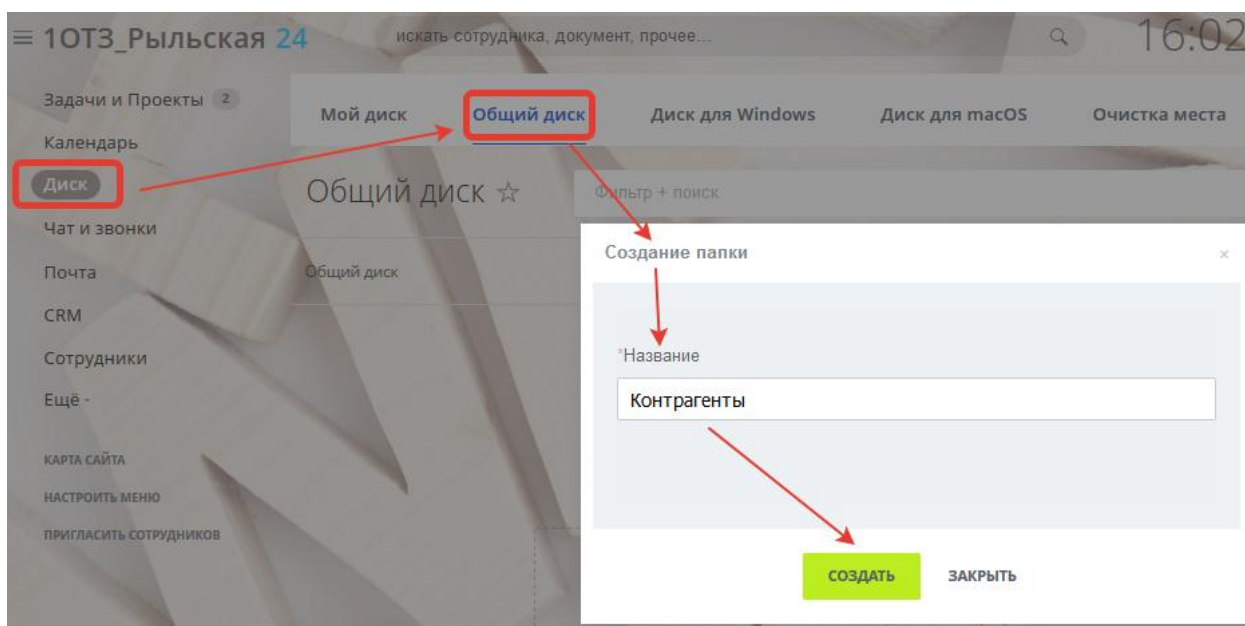 1ОТЗ_Рыльская 24
искать сотрудника, документ, прочее...
16:02
Задачи и Проекты 2
Календарь
Диск
Чат и звонки
Почта
CRM
Сотрудники
Ещё -
КАРТА САЙТА
НАСТРОИТЬ МЕНЮ
ПРИГЛАСИТЬ СОТРУДНИКОВ
Мой диск Общий диск Диск для Windows Диск для macOS Очистка места
Общий диск
Фильтр + поиск
Общий диск
Создание папки ×
*Название
Контрагенты
СОЗДАТЬ ЗАКРЫТЬ